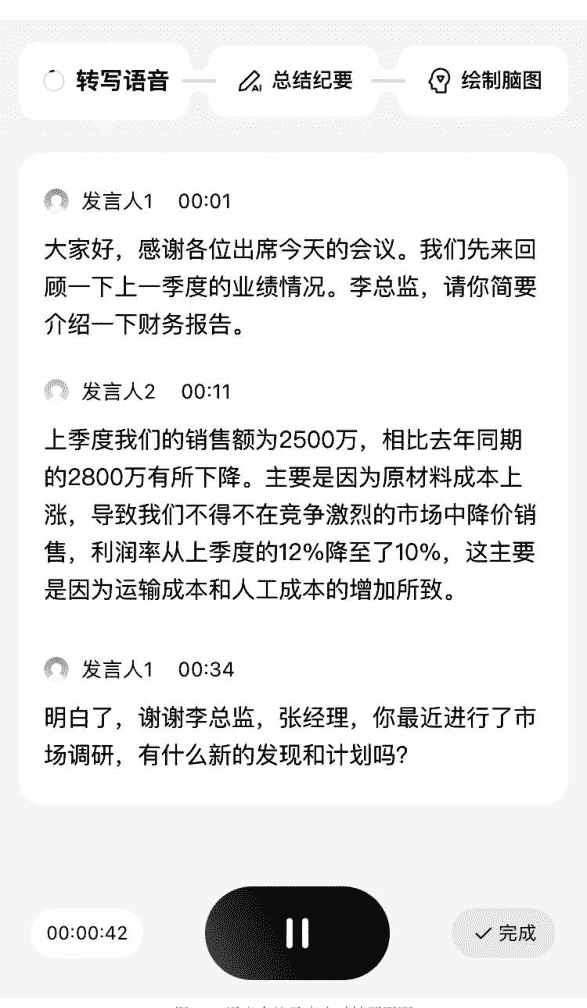 转写语音 总结纪要 绘制脑图
发言人1 00:01
大家好，感谢各位出席今天的会议。我们先来回
顾一下上一季度的业绩情况。李总监，请你简要
介绍一下财务报告。
发言人2 00:11
上季度我们的销售额为2500万，相比去年同期
的2800万有所下降。主要是因为原材料成本上
涨，导致我们不得不在竞争激烈的市场中降价销
售，利润率从上季度的12%降至了10%，这主要
是因为运输成本和人工成本的增加所致。
发言人1 00:34
明白了，谢谢李总监，张经理，你最近进行了市
场调研，有什么新的发现和计划吗？
00:00:42 完成